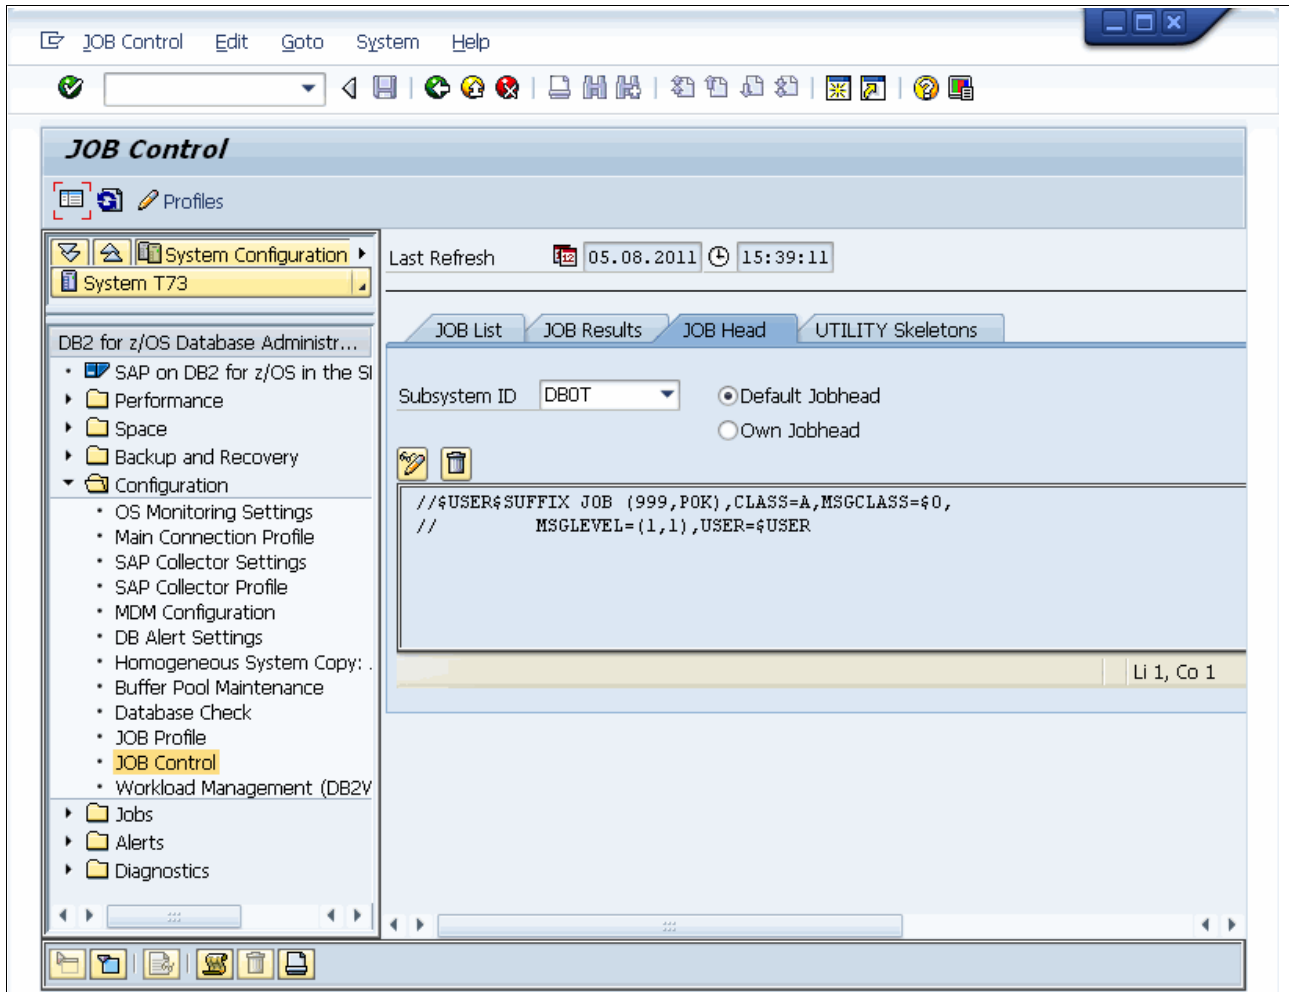 JOB Control Edit Goto System Help
JOB Control
Profiles
System Configuration
System T73
Last Refresh 05.08.2011 15:39:11
JOB List JOB Results JOB Head UTILITY Skeletons
DB2 for z/OS Database Administr...
SAP on DB2 for z/OS in the S
Performance
Space
Backup and Recovery
Configuration
OS Monitoring Settings
Main Connection Profile
SAP Collector Settings
SAP Collector Profile
MDM Configuration
DB Alert Settings
Homogeneous System Copy: .
Buffer Pool Maintenance
Database Check
JOB Profile
JOB Control
Workload Management (DB2W
Jobs
Alerts
Diagnostics
Subsystem ID DB0T Default Jobhead
Own Jobhead
//$USER$SUFFIX JOB (999,POK),CLASS=A,MSGCLASS=$O,
// MSGLEVEL=(1,1),USER=$USER
Li 1, Co 1